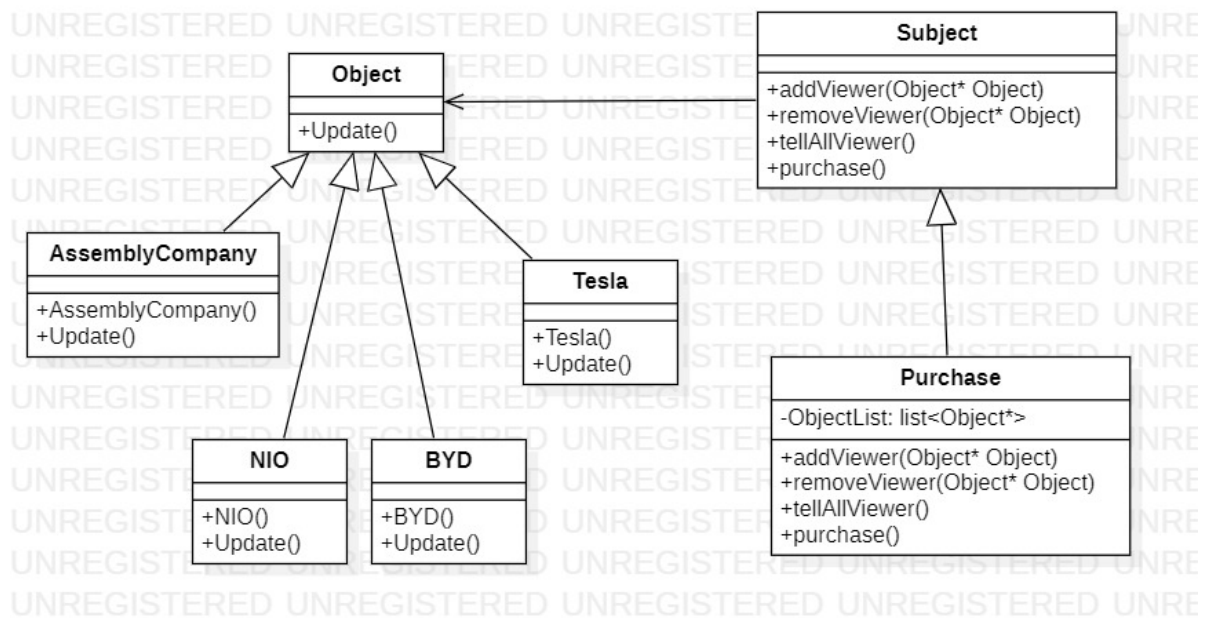 Object
+Update()
Subject
+addViewer(Object* Object)
+removeViewer(Object* Object)
+tellAllViewer()
+purchase()
AssemblyCompany
+AssemblyCompany()
+Update()
Tesla
+Tesla()
+Update()
NIO
+NIO()
+Update()
BYD
+BYD()
+Update()
Purchase
-ObjectList: list<Object*>
+addViewer(Object* Object)
+removeViewer(Object* Object)
+tellAllViewer()
+purchase()
UNREGISTERED